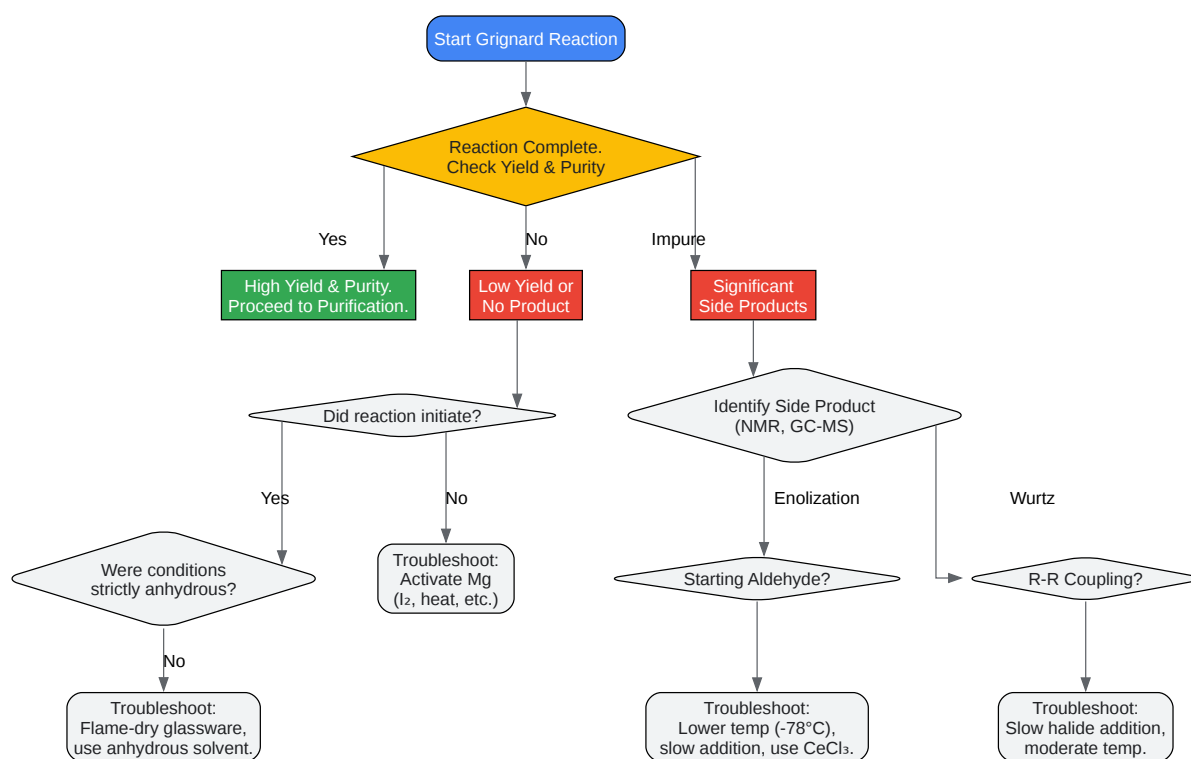 Start Grignard Reaction
Reaction Complete.
Check Yield & Purity
Yes
No
Impure
High Yield & Purity.
Proceed to Purification.
Low Yield or
No Product
Significant
Side Products
Did reaction initiate?
Identify Side Product
(NMR, GC-MS)
Yes
No
Enolization
Wurtz
Were conditions
strictly anhydrous?
Troubleshoot:
Activate Mg
(I₂, heat, etc.)
Starting Aldehyde?
R-R Coupling?
No
Troubleshoot:
Flame-dry glassware,
use anhydrous solvent.
Troubleshoot:
Lower temp (-78°C),
slow addition, use CeCl₃.
Troubleshoot:
Slow halide addition,
moderate temp.